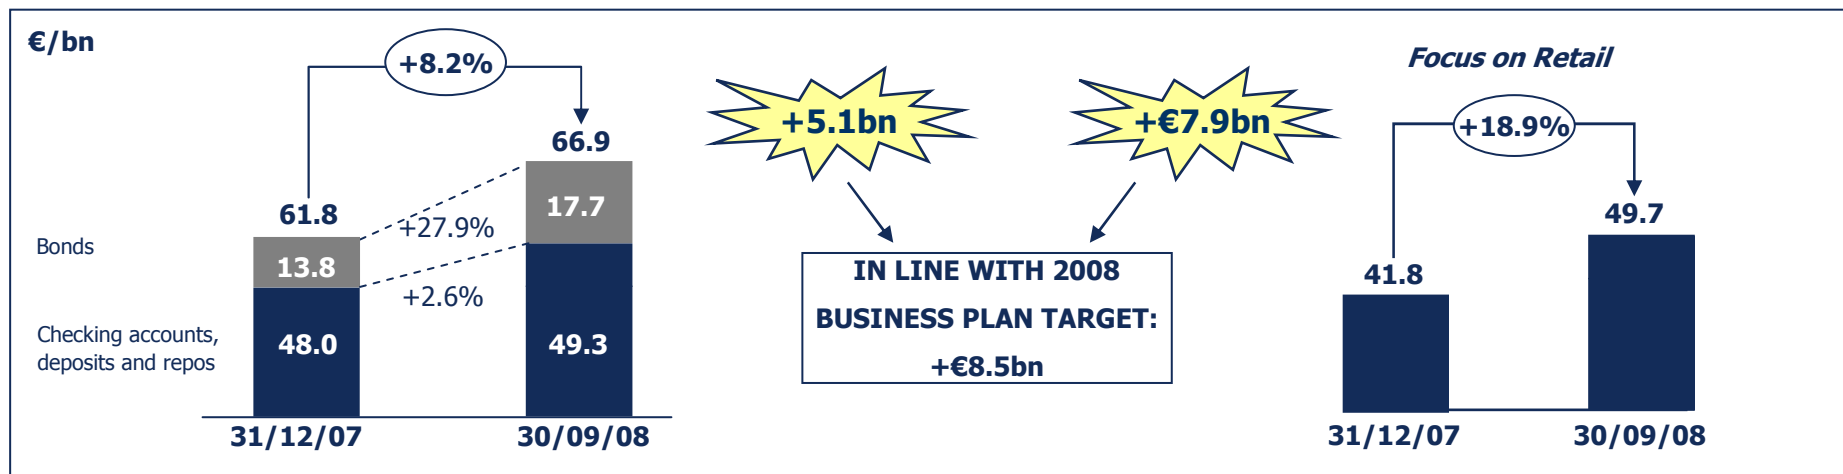 €/bn
+8.2%
66.9
61.8
17.7
+27.9%
Bonds
13.8
+2.6%
Checking accounts,
deposits and repos
48.0
49.3
31/12/07
30/09/08
+5.1bn
+€7.9bn
IN LINE WITH 2008
BUSINESS PLAN TARGET:
+€8.5bn
Focus on Retail
+18.9%
49.7
41.8
31/12/07
30/09/08